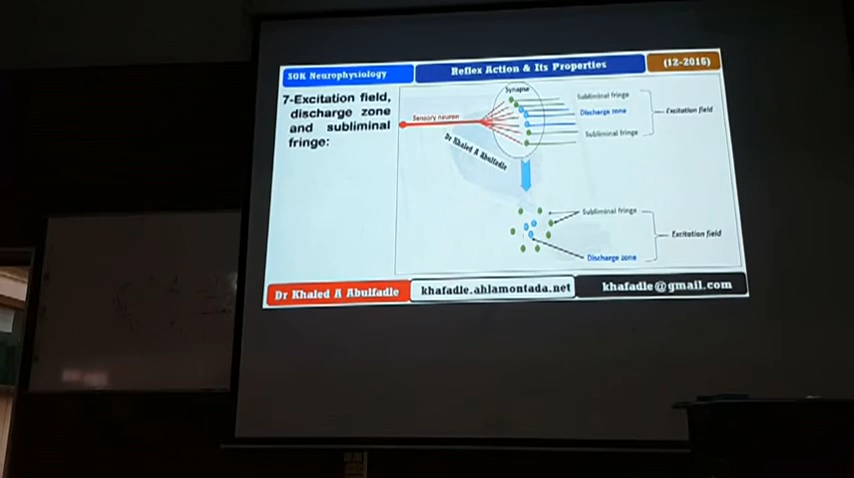 SOK Neurophysiology
Reflex Action & Its Properties
(12-2016)
7-Excitation field,
discharge zone
and subliminal
fringe:
Synapse
Sensory neuron
Subliminal fringe
Discharge zone
Excitation field
Subliminal fringe
Dr Khaled A Abulfadle
Subliminal fringe
Excitation field
Discharge zone
Dr Khaled A Abulfadle
khafadle.ahlamontada.net
khafadle@gmail.com